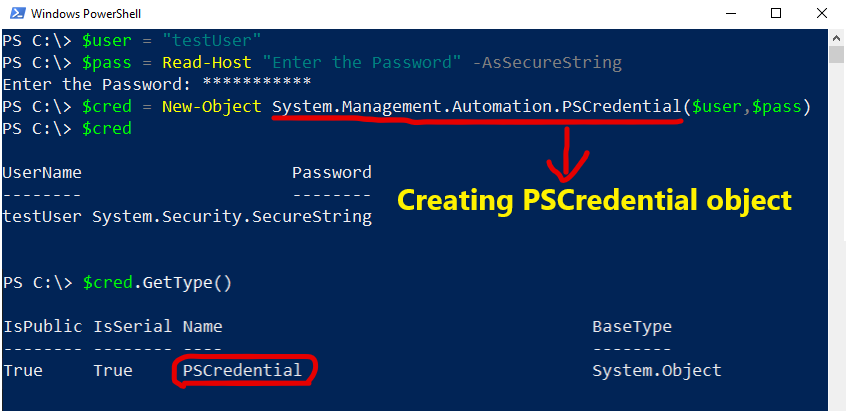 Windows PowerShell
PS C:\> $user = "testUser"
PS C:\> $pass = Read-Host "Enter the Password" -AsSecureString
Enter the Password: ***********
PS C:\> $cred = New-Object System.Management.Automation.PSCredential($user,$pass)
PS C:\> $cred
UserName                     Password
--------                     --------
testUser System.Security.SecureString
Creating PSCredential object
PS C:\> $cred.GetType()
IsPublic IsSerial Name                                     BaseType
-------- -------- ----                                     --------
True     True     PSCredential                             System.Object